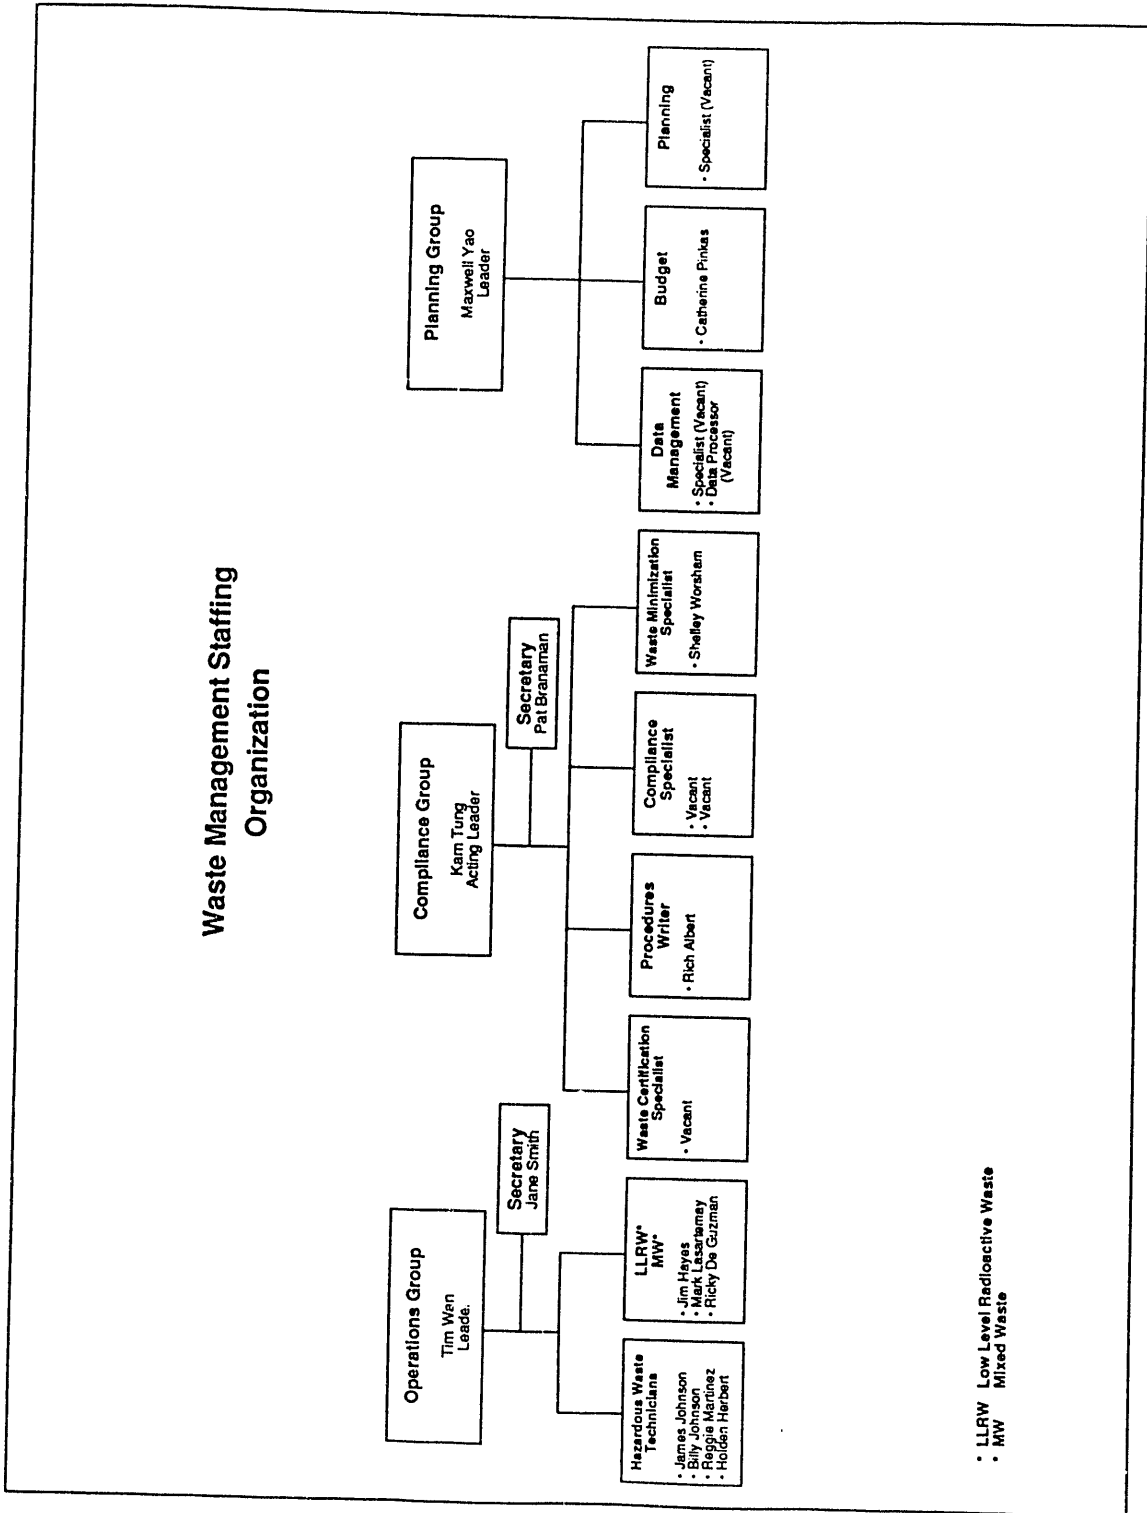 Waste Management Staffing
Organization
Operations Group
Tim Wan
Leade.
Secretary
Jane Smith
Hazardous Waste
Technicians
• James Johnson
• Billy Johnson
• Reggie Martinez
• Holden Herbert
LLRW*
MW*
• Jim Hayes
• Mark Lasartemay
• Ricky De Guzman
Compliance Group
Kam Tung
Acting Leader
Secretary
Pat Branaman
Waste Certification
Specialist
• Vacant
Procedures
Writer
• Rich Albert
Compliance
Specialist
• Vacant
• Vacant
Waste Minimization
Specialist
• Shelley Worsham
Planning Group
Maxwell Yao
Leader
Data
Management
• Specialist (Vacant)
• Data Processor
(Vacant)
Budget
• Catherine Pinkas
Planning
• Specialist (Vacant)
* LLRW Low Level Radioactive Waste
* MW Mixed Waste